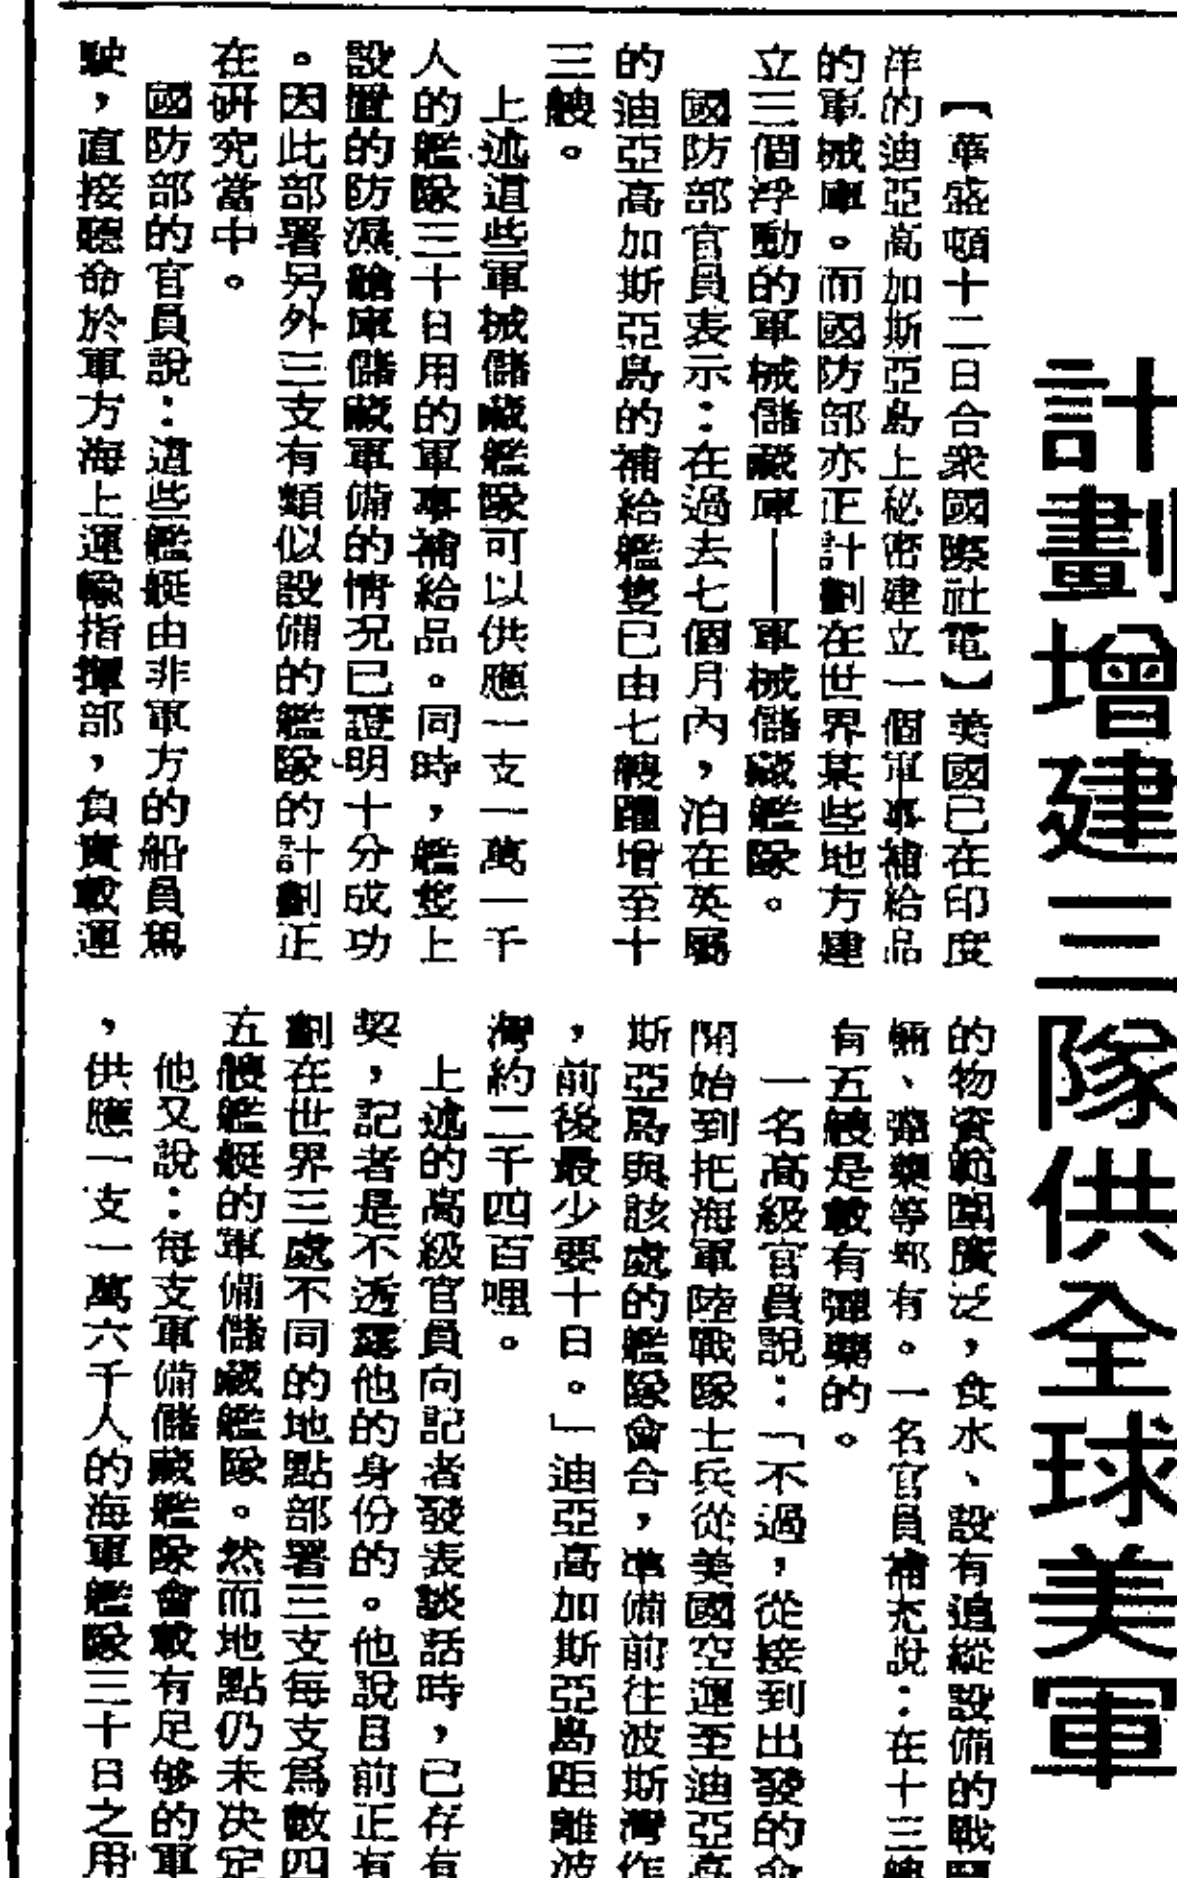 計劃增建三隊供全球美軍
【華盛頓十二日合衆國際社電】美國已在印度
洋的迪亞高加斯亞島上秘密建立一個軍事補給品
的軍械庫。而國防部亦正計劃在世界某些地方建
立三個浮動的軍械儲藏庫——軍械儲藏艦隊。
國防部官員表示：在過去七個月內，泊在英屬
的迪亞高加斯亞島的補給艦隻已由七艘躍增至十
三艘。
上述這些軍械儲藏艦隊可以供應一支一萬一千
人的艦隊三十日用的軍事補給品。同時，艦隻上
設置的防濕艙庫儲藏軍備的情況已證明十分成功
。因此部署另外三支有類似設備的艦隊的計劃正
在研究當中。
國防部的官員說：這些艦艇由非軍方的船員駕
駛，直接聽命於軍方海上運輸指揮部，負責載運
的物資範圍廣泛，食水、設有追縱設備的戰
輛、彈藥等都有。一名官員補充說：在十三艘
有五艘是載有彈藥的。
一名高級官員說：「不過，從接到出發的命
開始到把海軍陸戰隊士兵從美國空運至迪亞高
斯亞島與該處的艦隊會合，準備前往波斯灣作
，前後最少要十日。」迪亞高加斯亞島距離波
灣約二千四百哩。
上述的高級官員向記者發表談話時，已存有
契，記者是不透露他的身份的。他說目前正有
劃在世界三處不同的地點部署三支每支爲數四
五艘艦艇的軍備儲藏艦隊。然而地點仍未決定
他又說：每支軍備儲藏艦隊會載有足够的軍
，供應一支一萬六千人的海軍艦隊三十日之用